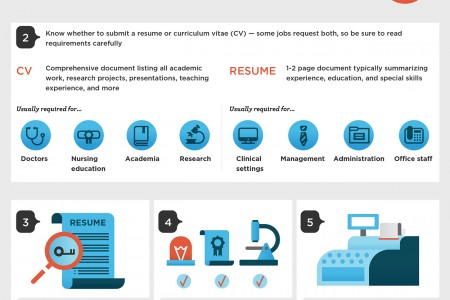 2 Know whether to submit a resume or curriculum vitae (CV) — some jobs request both, so be sure to read
requirements carefully
CV Comprehensive document listing all academic
work, research projects, presentations, teaching
experience, and more
RESUME 1-2 page document typically summarizing
experience, education, and special skills
Usually required for...
Doctors
Nursing
education
Academia
Research
Usually required for...
Clinical
settings
Management
Administration
Office staff
3
RESUME
4
5